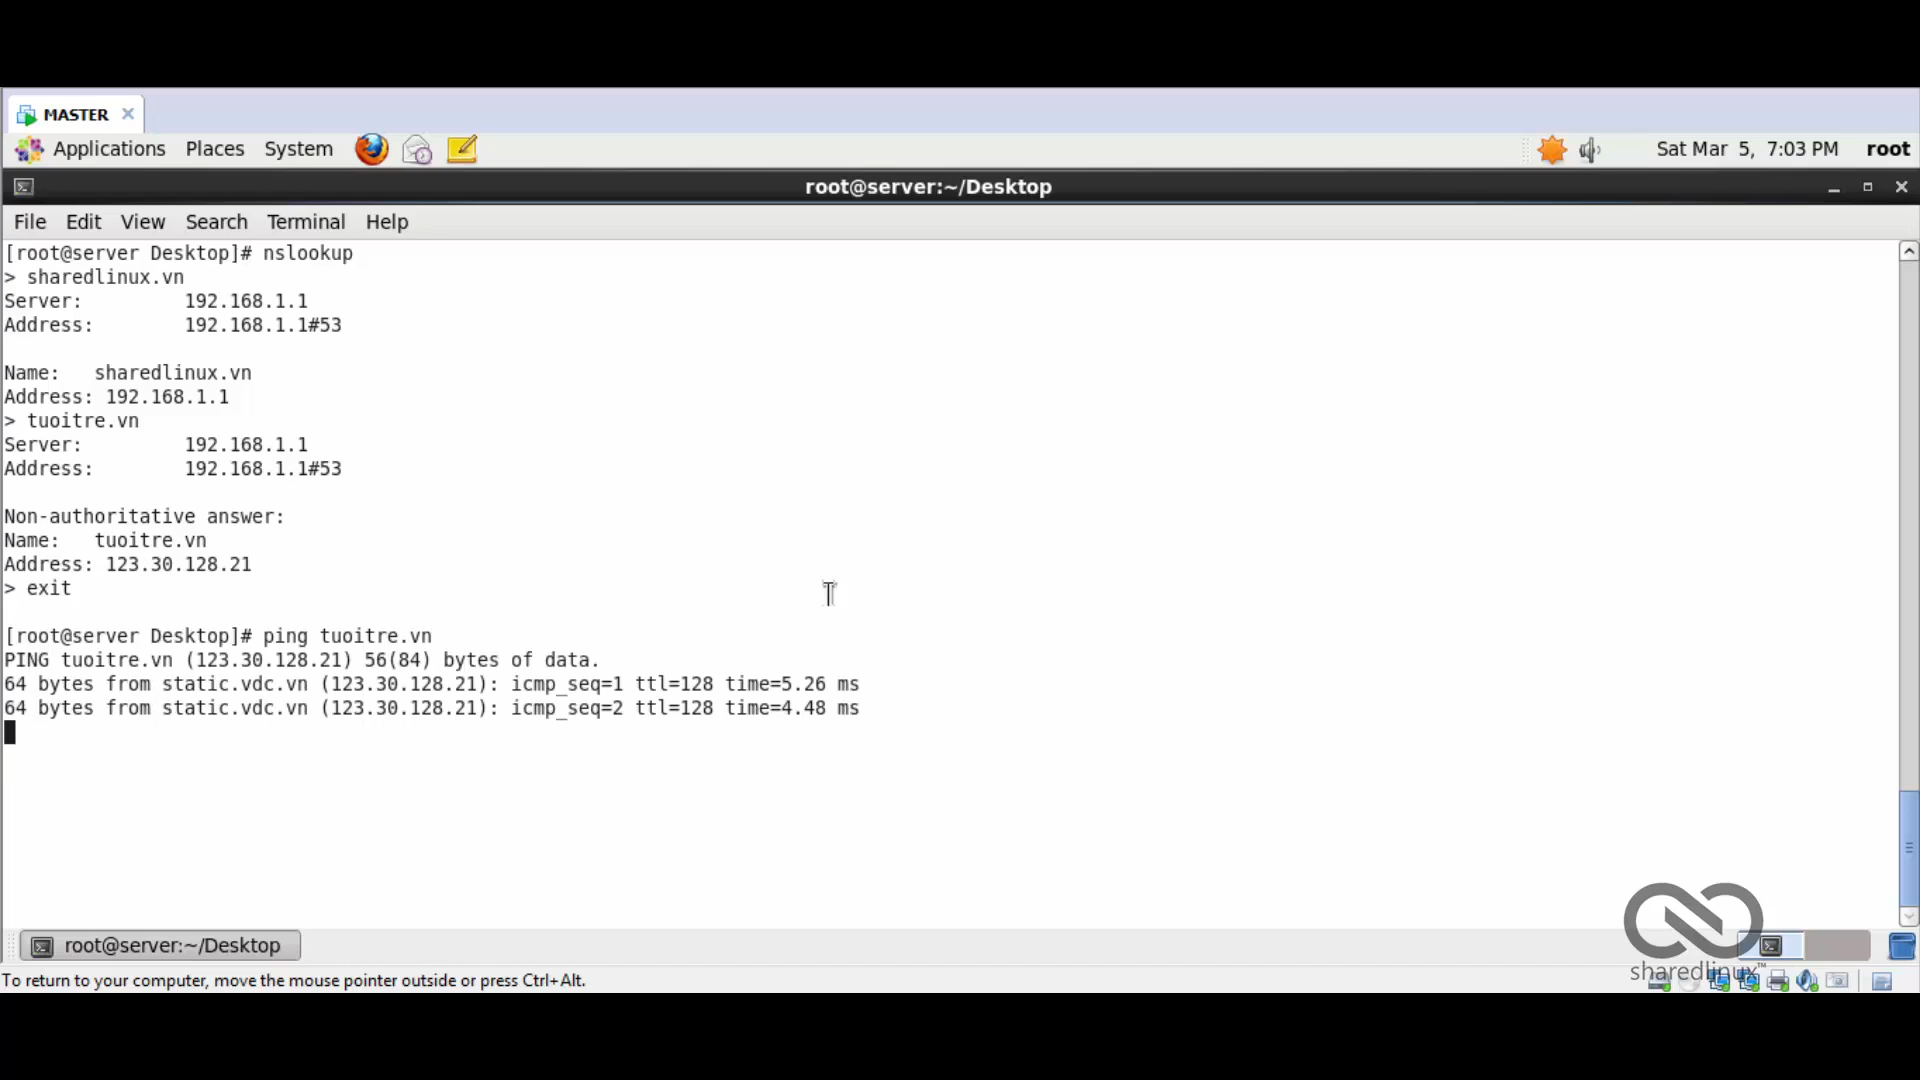 MASTER
Applications Places System Sat Mar 5, 7:03 PM root
root@server:~/Desktop
File Edit View Search Terminal Help
[root@server Desktop]# nslookup
> sharedlinux.vn
Server: 192.168.1.1
Address: 192.168.1.1#53
Name: sharedlinux.vn
Address: 192.168.1.1
> tuoitre.vn
Server: 192.168.1.1
Address: 192.168.1.1#53
Non-authoritative answer:
Name: tuoitre.vn
Address: 123.30.128.21
> exit
[root@server Desktop]# ping tuoitre.vn
PING tuoitre.vn (123.30.128.21) 56(84) bytes of data.
64 bytes from static.vdc.vn (123.30.128.21): icmp_seq=1 ttl=128 time=5.26 ms
64 bytes from static.vdc.vn (123.30.128.21): icmp_seq=2 ttl=128 time=4.48 ms
root@server:~/Desktop
sharedlinux™
To return to your computer, move the mouse pointer outside or press Ctrl+Alt.